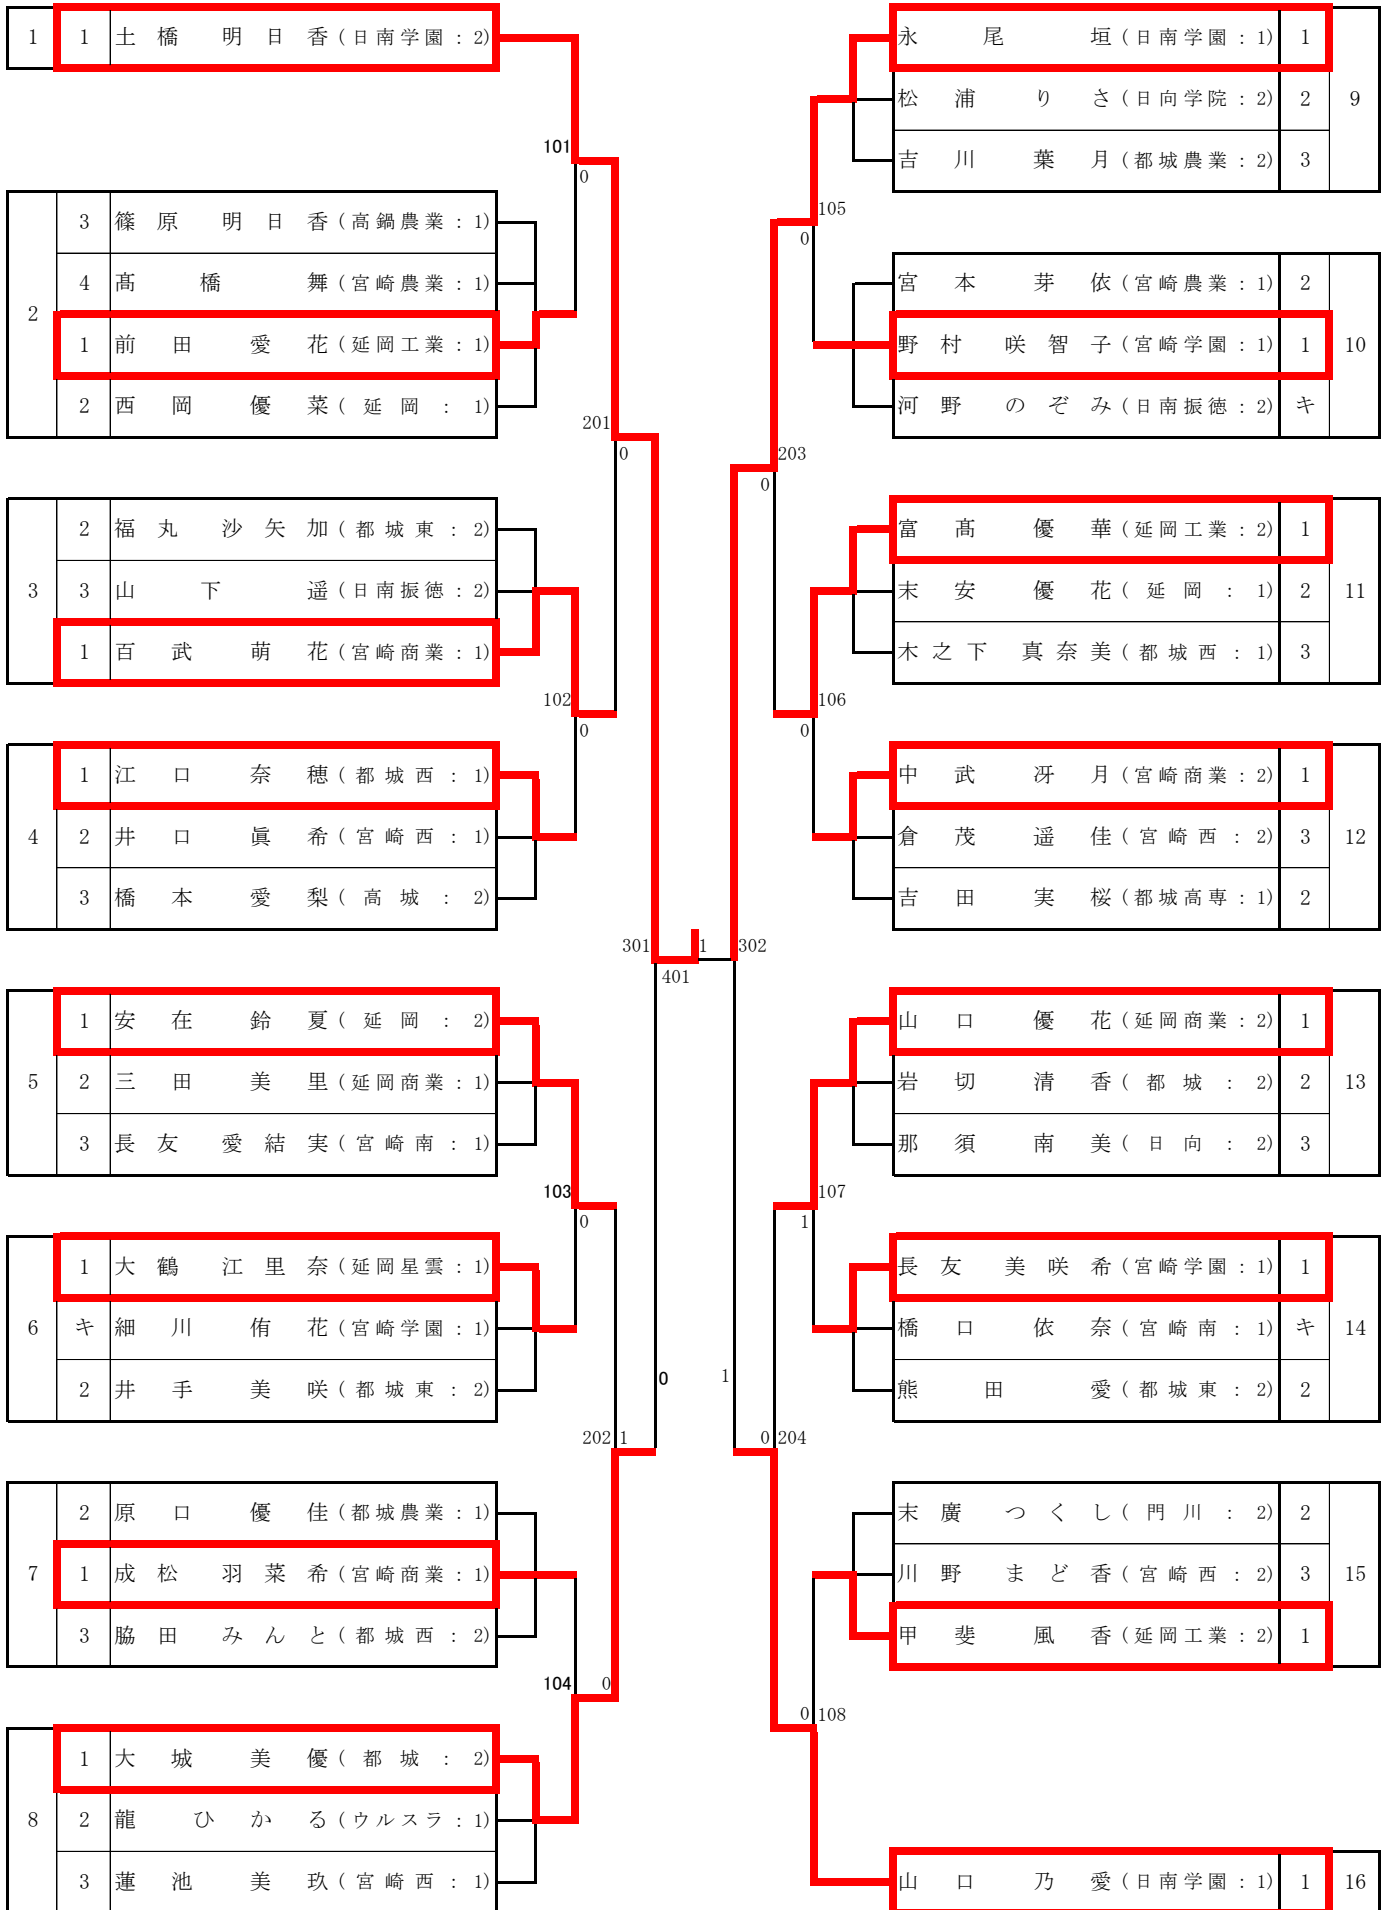 1 1 土橋 明日香(日南学園:2)
101
0
2
3 篠原 明日香(高鍋農業:1)
4 髙橋 舞(宮崎農業:1)
1 前田 愛花(延岡工業:1)
2 西岡 優菜(延岡:1)
201
0
3
2 福丸 沙矢加(都城東:2)
3 山下 遥(日南振徳:2)
1 百武 萌花(宮崎商業:1)
102
0
4
1 江口 奈穂(都城西:1)
2 井口 眞希(宮崎西:1)
3 橋本 愛梨(高城:2)
301
401
1
302
5
1 安在 鈴夏(延岡:2)
2 三田 美里(延岡商業:1)
3 長友 愛結実(宮崎南:1)
103
0
6
1 大鶴 江里奈(延岡星雲:1)
キ 細川 侑花(宮崎学園:1)
2 井手 美咲(都城東:2)
0
1
202 1
7
2 原口 優佳(都城農業:1)
1 成松 羽菜希(宮崎商業:1)
3 脇田 みんと(都城西:2)
104 0
8
1 大城 美優(都城:2)
2 龍 ひかる(ウルスラ:1)
3 蓮池 美玖(宮崎西:1)
永尾 垣(日南学園:1) 1
松浦 りさ(日向学院:2) 2
吉川 葉月(都城農業:2) 3
9
105
0
宮本 芽依(宮崎農業:1) 2
野村 咲智子(宮崎学園:1) 1
河野 のぞみ(日南振徳:2) キ
10
203
0
富髙 優華(延岡工業:2) 1
末安 優花(延岡:1) 2
木之下 真奈美(都城西:1) 3
11
106
0
中武 冴月(宮崎商業:2) 1
倉茂 遥佳(宮崎西:2) 3
吉田 実桜(都城高専:1) 2
12
山口 優花(延岡商業:2) 1
岩切 清香(都城:2) 2
那須 南美(日向:2) 3
13
107
1
長友 美咲希(宮崎学園:1) 1
橋口 依奈(宮崎南:1) キ
熊田 愛(都城東:2) 2
14
0 204
末廣 つくし(門川:2) 2
川野 まど香(宮崎西:2) 3
甲斐 風香(延岡工業:2) 1
15
0 108
山口 乃愛(日南学園:1) 1 16